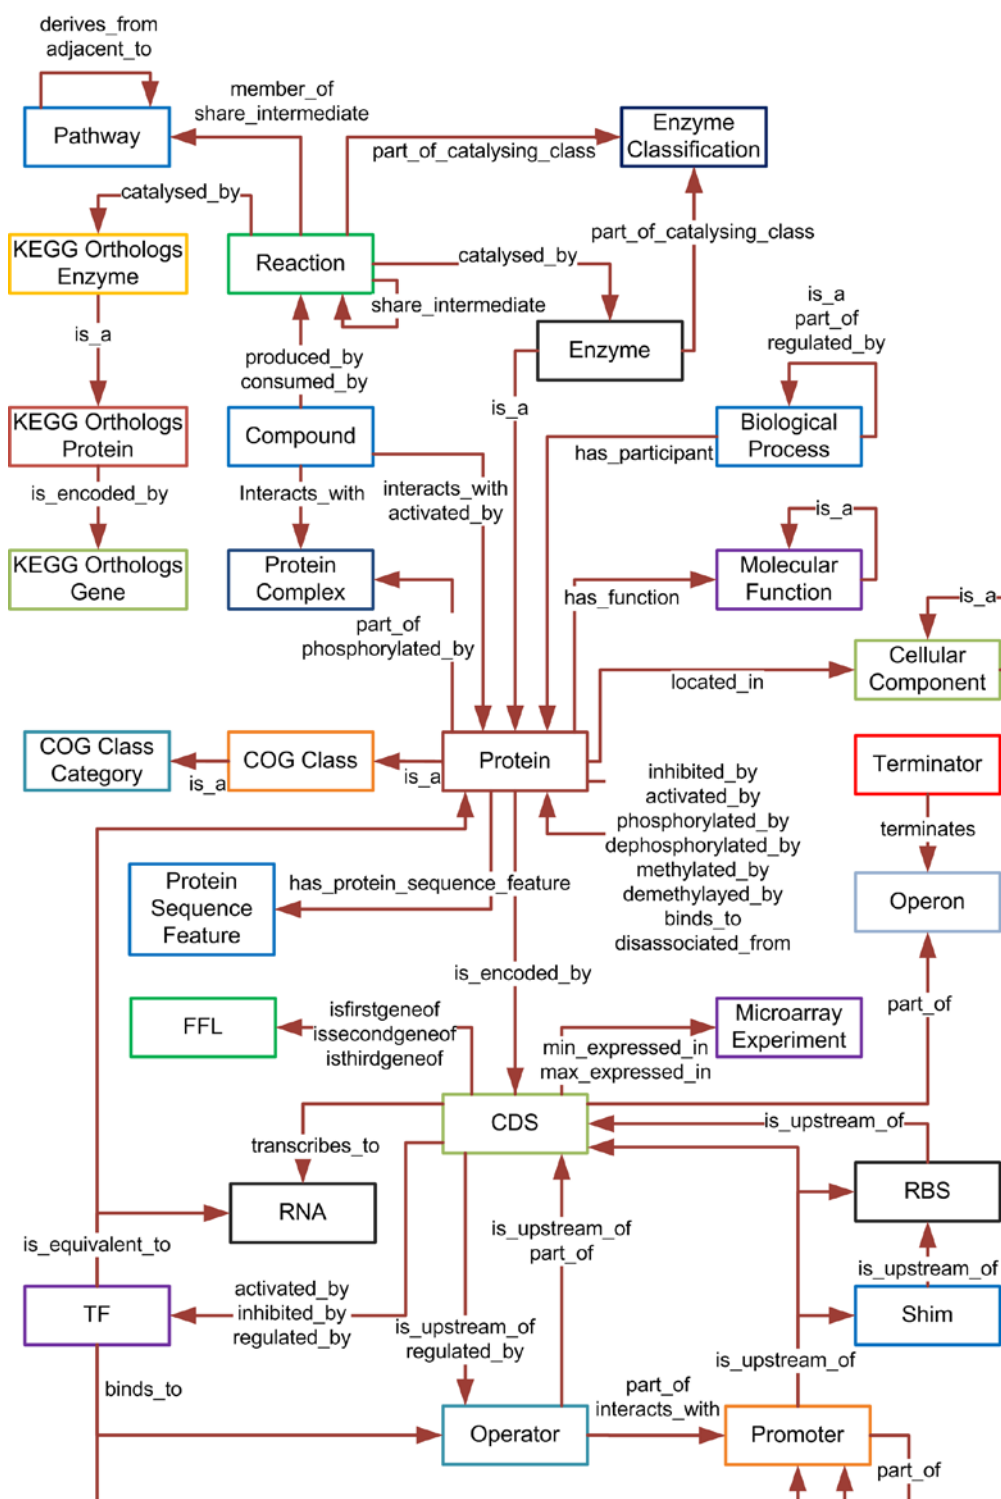 derives_from
adjacent_to
member_of
share_intermediate
Pathway
part_of_catalysing_class
Enzyme
Classification
catalysed_by
part_of_catalysing_class
KEGG Orthologs
Enzyme
Reaction
catalysed_by
share_intermediate
is_a
produced_by
consumed_by
Enzyme
is_a
part_of
regulated_by
is_a
KEGG Orthologs
Protein
Compound
Biological
Process
has_participant
is_encoded_by
Interacts_with
interacts_with
activated_by
is_a
KEGG Orthologs
Gene
Protein
Complex
has_function
Molecular
Function
is_a
part_of
phosphorylated_by
located_in
Cellular
Component
COG Class
Category
is_a
COG Class
is_a
Protein
Terminator
inhibited_by
activated_by
phosphorylated_by
dephosphorylated_by
methylated_by
demethylayed_by
binds_to
disassociated_from
terminates
Protein
Sequence
Feature
has_protein_sequence_feature
Operon
is_encoded_by
part_of
FFL
isfirstgeneof
issecondgeneof
isthirdgeneof
min_expressed_in
max_expressed_in
Microarray
Experiment
CDS
is_upstream_of
transcribes_to
RNA
RBS
is_equivalent_to
is_upstream_of
part_of
is_upstream_of
TF
activated_by
inhibited_by
regulated_by
is_upstream_of
regulated_by
Shim
is_upstream_of
binds_to
part_of
interacts_with
Operator
Promoter
part_of